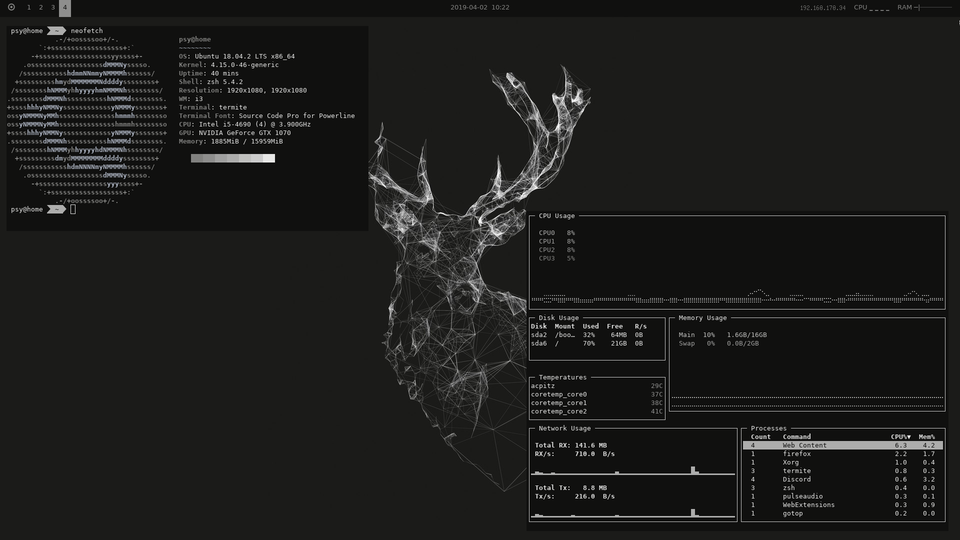 1 2 3 4
2019-04-02 10:22
192.168.178.34 CPU RAM
psy@home ~ neofetch
psy@home
~~~~~~~~
OS: Ubuntu 18.04.2 LTS x86_64
Kernel: 4.15.0-46-generic
Uptime: 40 mins
Shell: zsh 5.4.2
Resolution: 1920x1080, 1920x1080
WM: i3
Terminal: termite
Terminal Font: Source Code Pro for Powerline
CPU: Intel i5-4690 (4) @ 3.900GHz
GPU: NVIDIA GeForce GTX 1070
Memory: 1885MiB / 15959MiB
psy@home ~
CPU Usage
CPU0 8%
CPU1 8%
CPU2 8%
CPU3 5%
Disk Usage
Disk Mount Used Free R/s
sda2 /boo… 32% 64MB 0B
sda6 / 70% 21GB 0B
Memory Usage
Main 10% 1.6GB/16GB
Swap 0% 0.0B/2GB
Temperatures
acpitz 29C
coretemp_core0 37C
coretemp_core1 38C
coretemp_core2 41C
Network Usage
Total RX: 141.6 MB
RX/s: 710.0 B/s
Total Tx: 8.8 MB
Tx/s: 216.0 B/s
Processes
Count Command CPU%▼ Mem%
4 Web Content 6.3 4.2
1 firefox 2.2 1.7
1 Xorg 1.0 0.4
3 termite 0.8 0.3
4 Discord 0.6 3.2
3 zsh 0.4 0.0
1 pulseaudio 0.3 0.1
1 WebExtensions 0.3 0.9
1 gotop 0.2 0.0